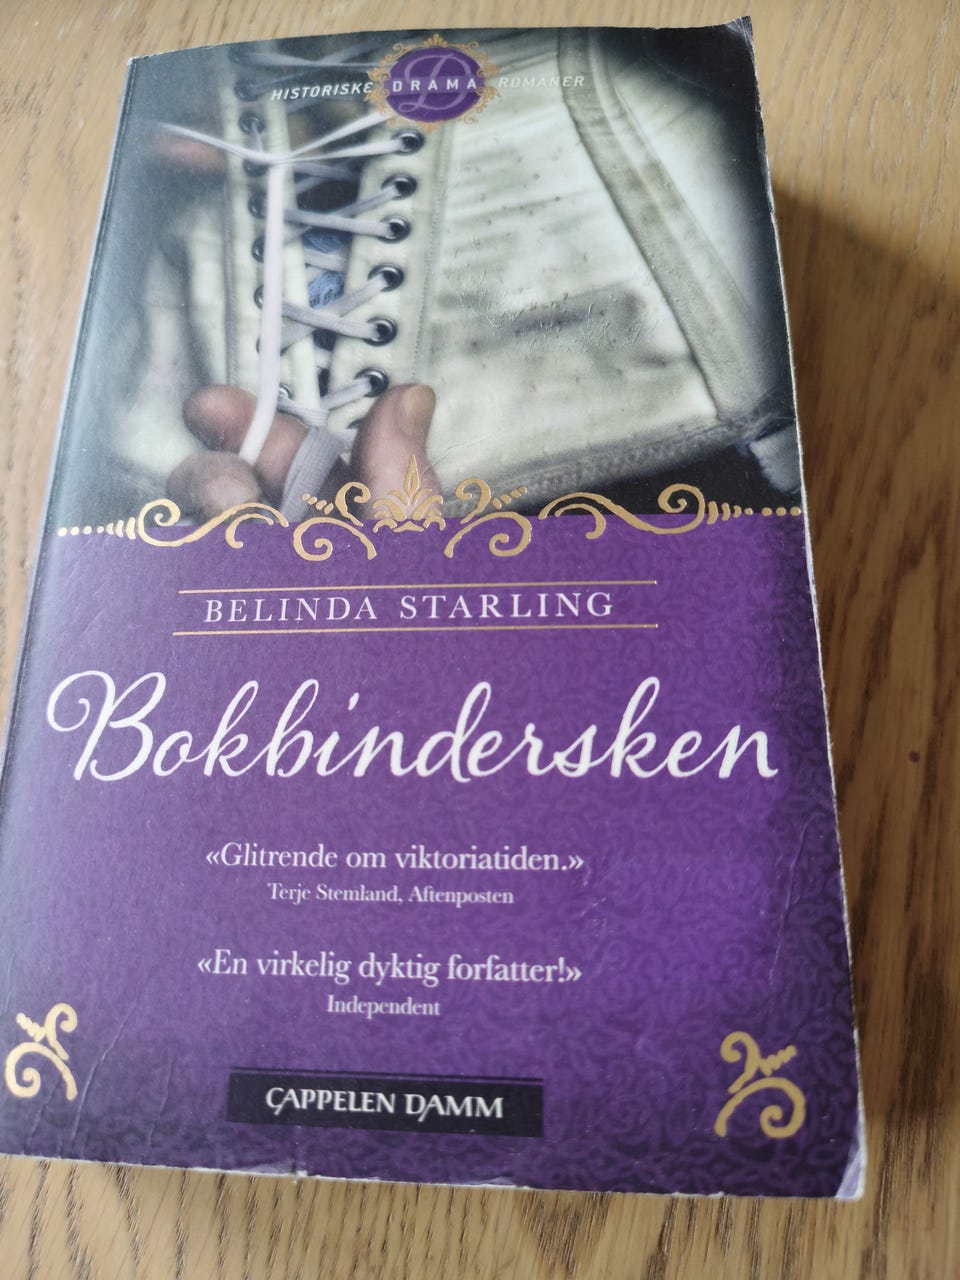 HISTORISKE DRAMA ROMANER
BELINDA STARLING
Bokbindersken
«Glitrende om viktoriatiden.»
Terje Stemland, Aftenposten
«En virkelig dyktig forfatter!»
Independent
CAPPELEN DAMM